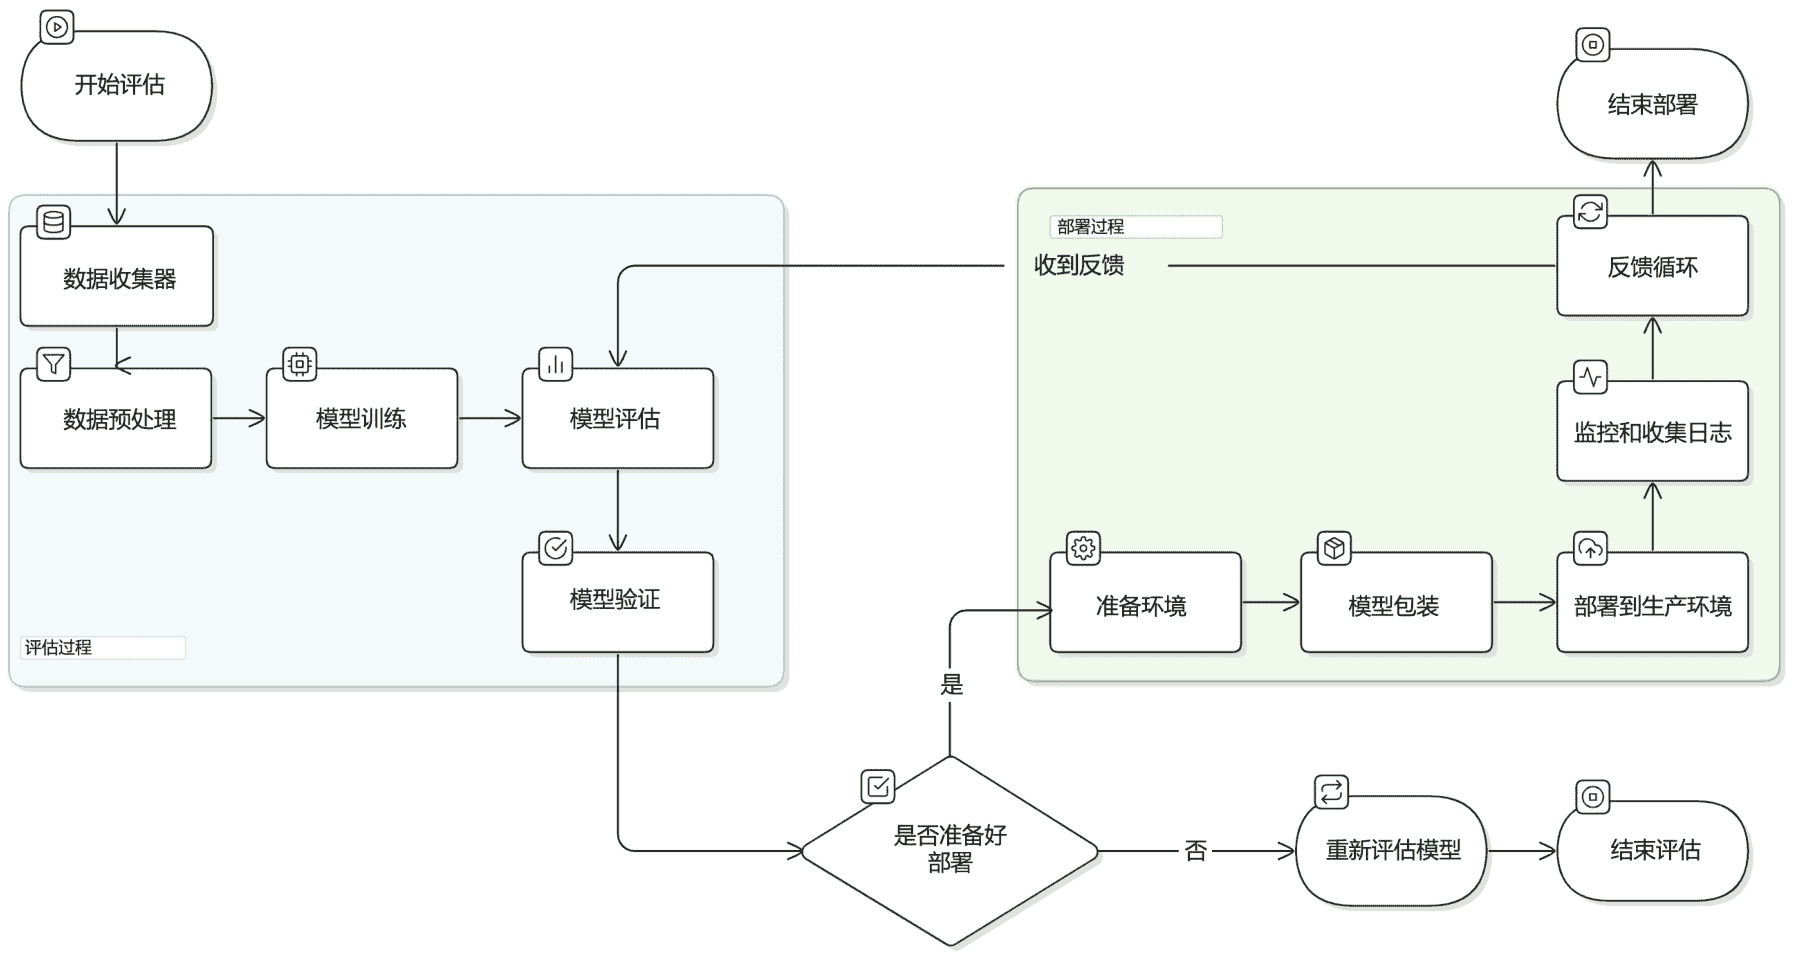 开始评估
结束部署
部署过程
数据收集器
收到反馈
反馈循环
数据预处理
模型训练
模型评估
监控和收集日志
模型验证
准备环境
模型包装
部署到生产环境
评估过程
是
是否准备好
部署
否
重新评估模型
结束评估